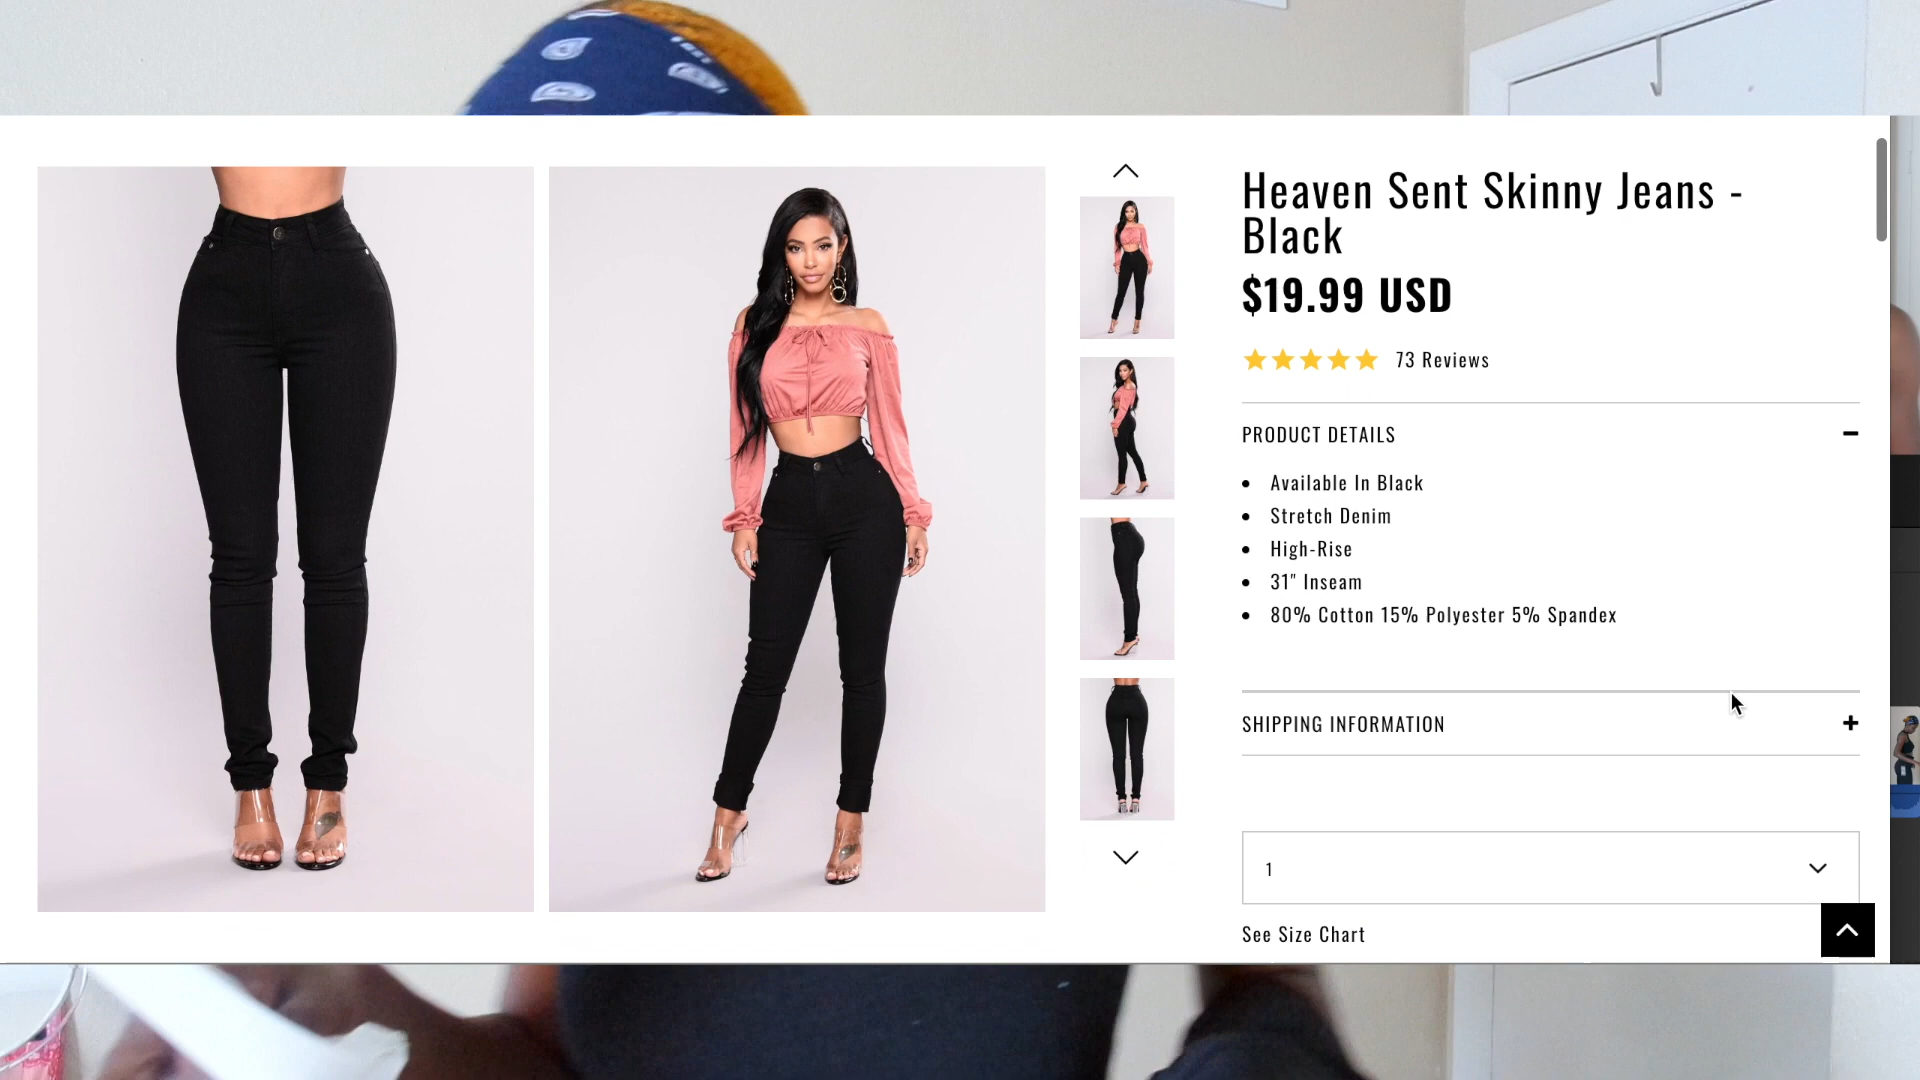 Heaven Sent Skinny Jeans -
Black
$19.99 USD
73 Reviews
PRODUCT DETAILS
Available In Black
Stretch Denim
High-Rise
31" Inseam
80% Cotton 15% Polyester 5% Spandex
SHIPPING INFORMATION
1
See Size Chart